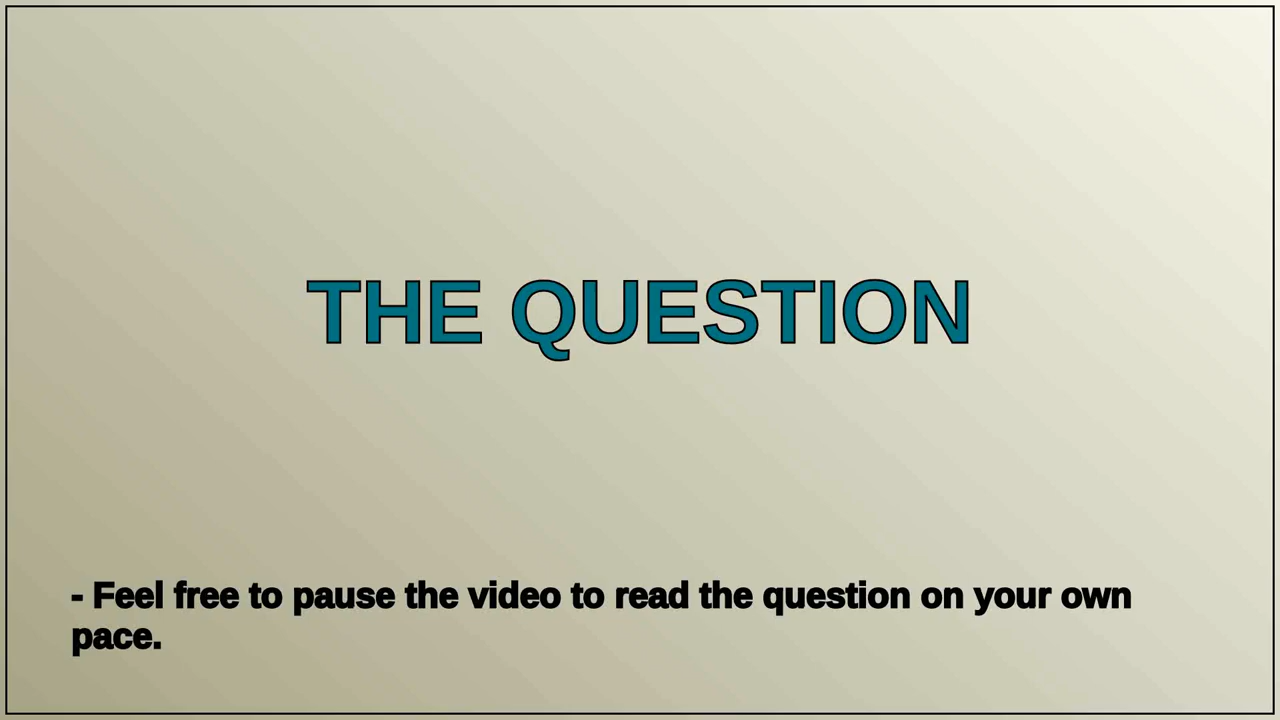 THE QUESTION
- Feel free to pause the video to read the question on your own
pace.